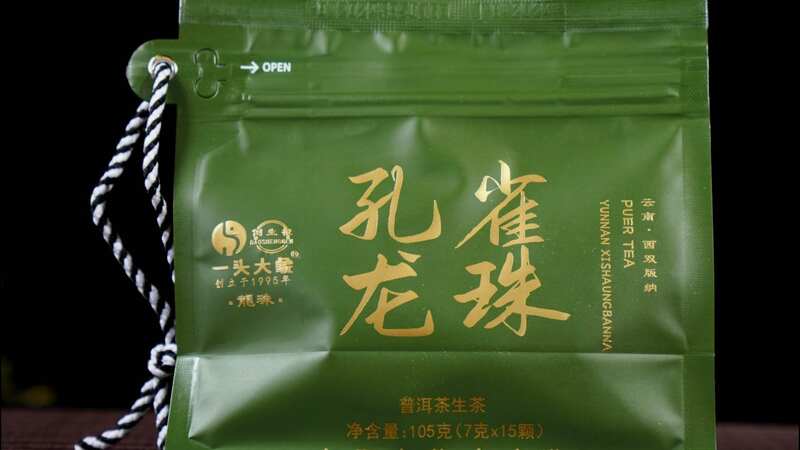 OPEN
孔雀
龙珠
云南·西双版纳
PUER TEA
YUNNAN XISHAUNGBANNA
一头大象®
创立于1995年
·龍珠·
普洱茶生茶
净含量:105克(7克×15颗)